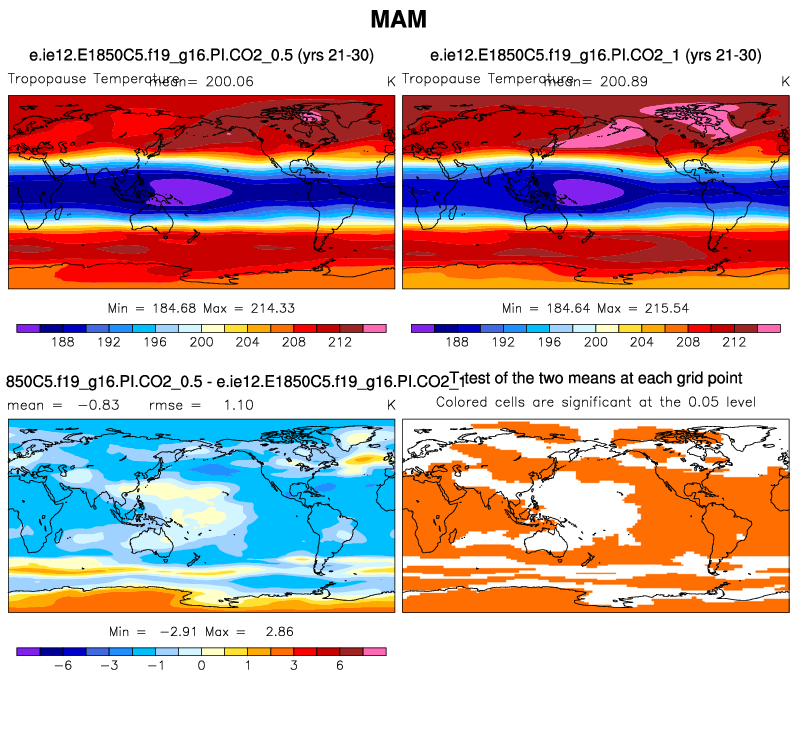 MAM
e.ie12.E1850C5.f19_g16.PI.CO2_0.5 (yrs 21-30)
Tropopause Temperature mean= 200.06 K
Min = 184.68 Max = 214.33
188 192 196 200 204 208 212
e.ie12.E1850C5.f19_g16.PI.CO2_1 (yrs 21-30)
Tropopause Temperature mean= 200.89 K
Min = 184.64 Max = 215.54
188 192 196 200 204 208 212
850C5.f19_g16.PI.CO2_0.5 - e.ie12.E1850C5.f19_g16.PI.CO2_1
mean = -0.83 rmse = 1.10 K
Min = -2.91 Max = 2.86
-6 -3 -1 0 1 3 6
T-test of the two means at each grid point
Colored cells are significant at the 0.05 level